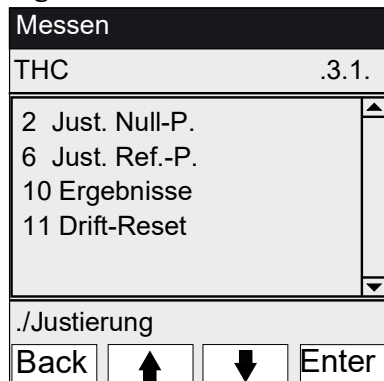 Messen
THC .3.1.
2 Just. Null-P.
6 Just. Ref.-P.
10 Ergebnisse
11 Drift-Reset
./Justierung
Back Enter